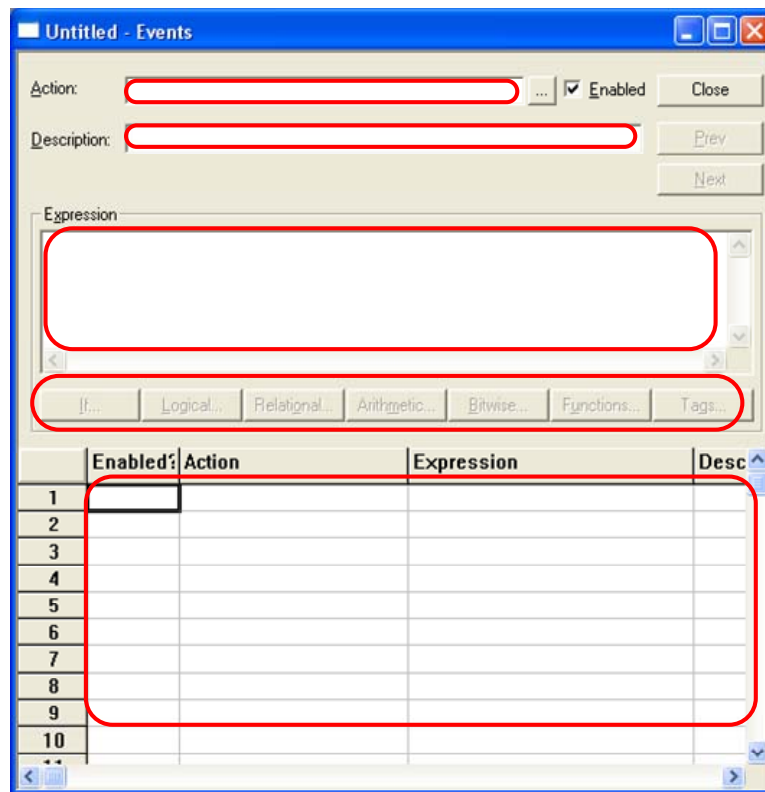 Untitled - Events
Action:
... Enabled Close
Description:
Prev
Next
Expression
If... Logical... Relational... Arithmetic... Bitwise... Functions... Tags...
Enabled? Action Expression Desc
1
2
3
4
5
6
7
8
9
10